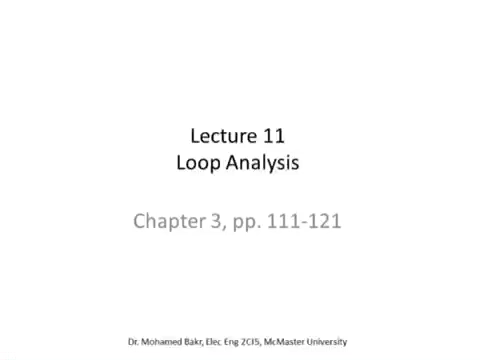 Lecture 11
Loop Analysis
Chapter 3, pp. 111-121
Dr. Mohamed Bakr, Elec Eng 2CI5, McMaster University